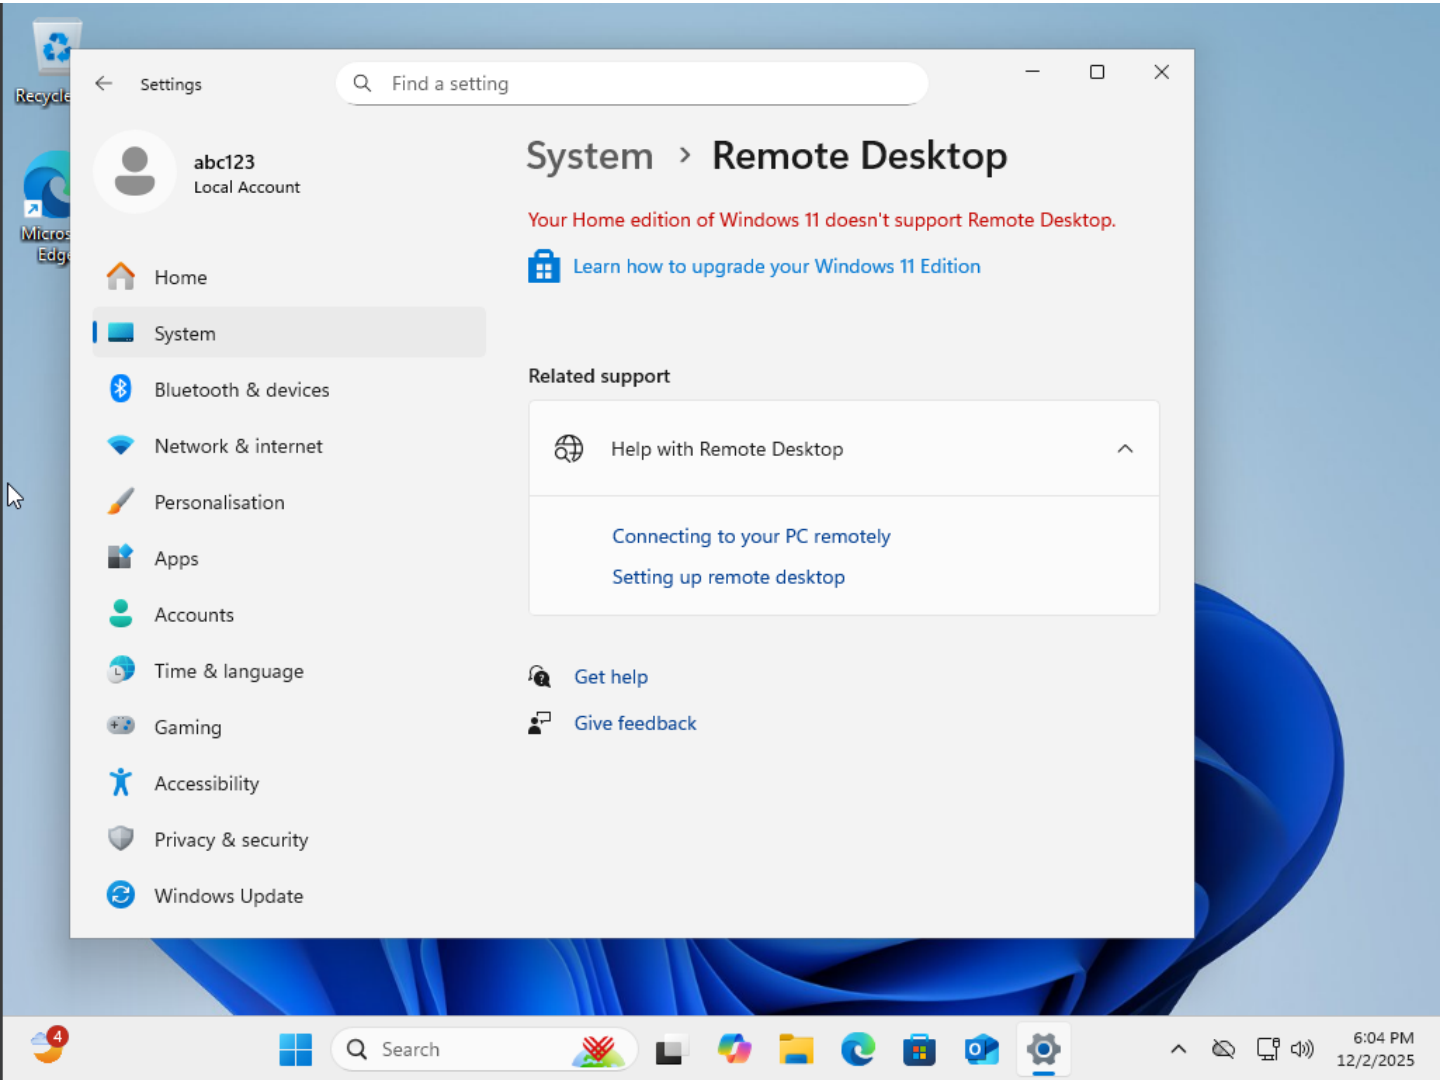 Recycle
Micros
Edge
Settings
Find a setting
abc123
Local Account
Home
System
Bluetooth & devices
Network & internet
Personalisation
Apps
Accounts
Time & language
Gaming
Accessibility
Privacy & security
Windows Update
System > Remote Desktop
Your Home edition of Windows 11 doesn't support Remote Desktop.
Learn how to upgrade your Windows 11 Edition
Related support
Help with Remote Desktop
Connecting to your PC remotely
Setting up remote desktop
Get help
Give feedback
4
Search
6:04 PM
12/2/2025